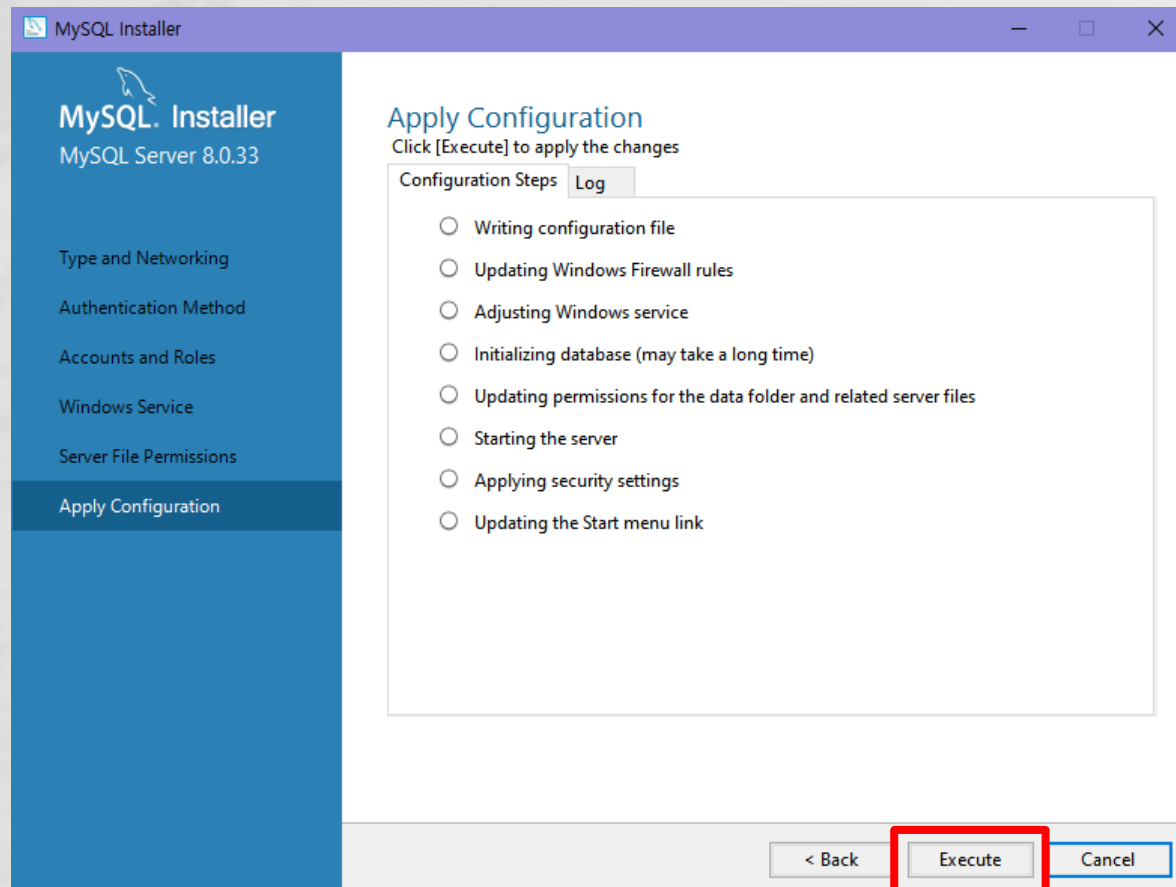 MySQL Installer
MySQL. Installer
MySQL Server 8.0.33
Type and Networking
Authentication Method
Accounts and Roles
Windows Service
Server File Permissions
Apply Configuration
Apply Configuration
Click [Execute] to apply the changes
Configuration Steps Log
Writing configuration file
Updating Windows Firewall rules
Adjusting Windows service
Initializing database (may take a long time)
Updating permissions for the data folder and related server files
Starting the server
Applying security settings
Updating the Start menu link
< Back Execute Cancel